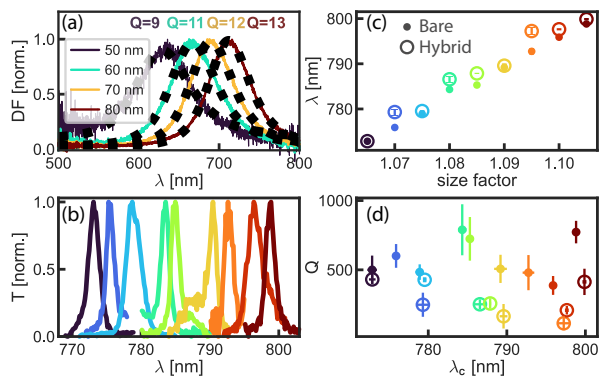 Q=9 Q=11 Q=12 Q=13
(a)
50 nm
60 nm
70 nm
80 nm
DF [norm.]
1.0
0.5
0.0
500 600 700 800
λ [nm]
(b)
T [norm.]
1.0
0.5
0.0
770 780 790 800
λ [nm]
(c)
Bare
Hybrid
λ [nm]
800
780
1.07 1.08 1.09 1.10
size factor
(d)
Q
1000
500
0
780 800
λc [nm]